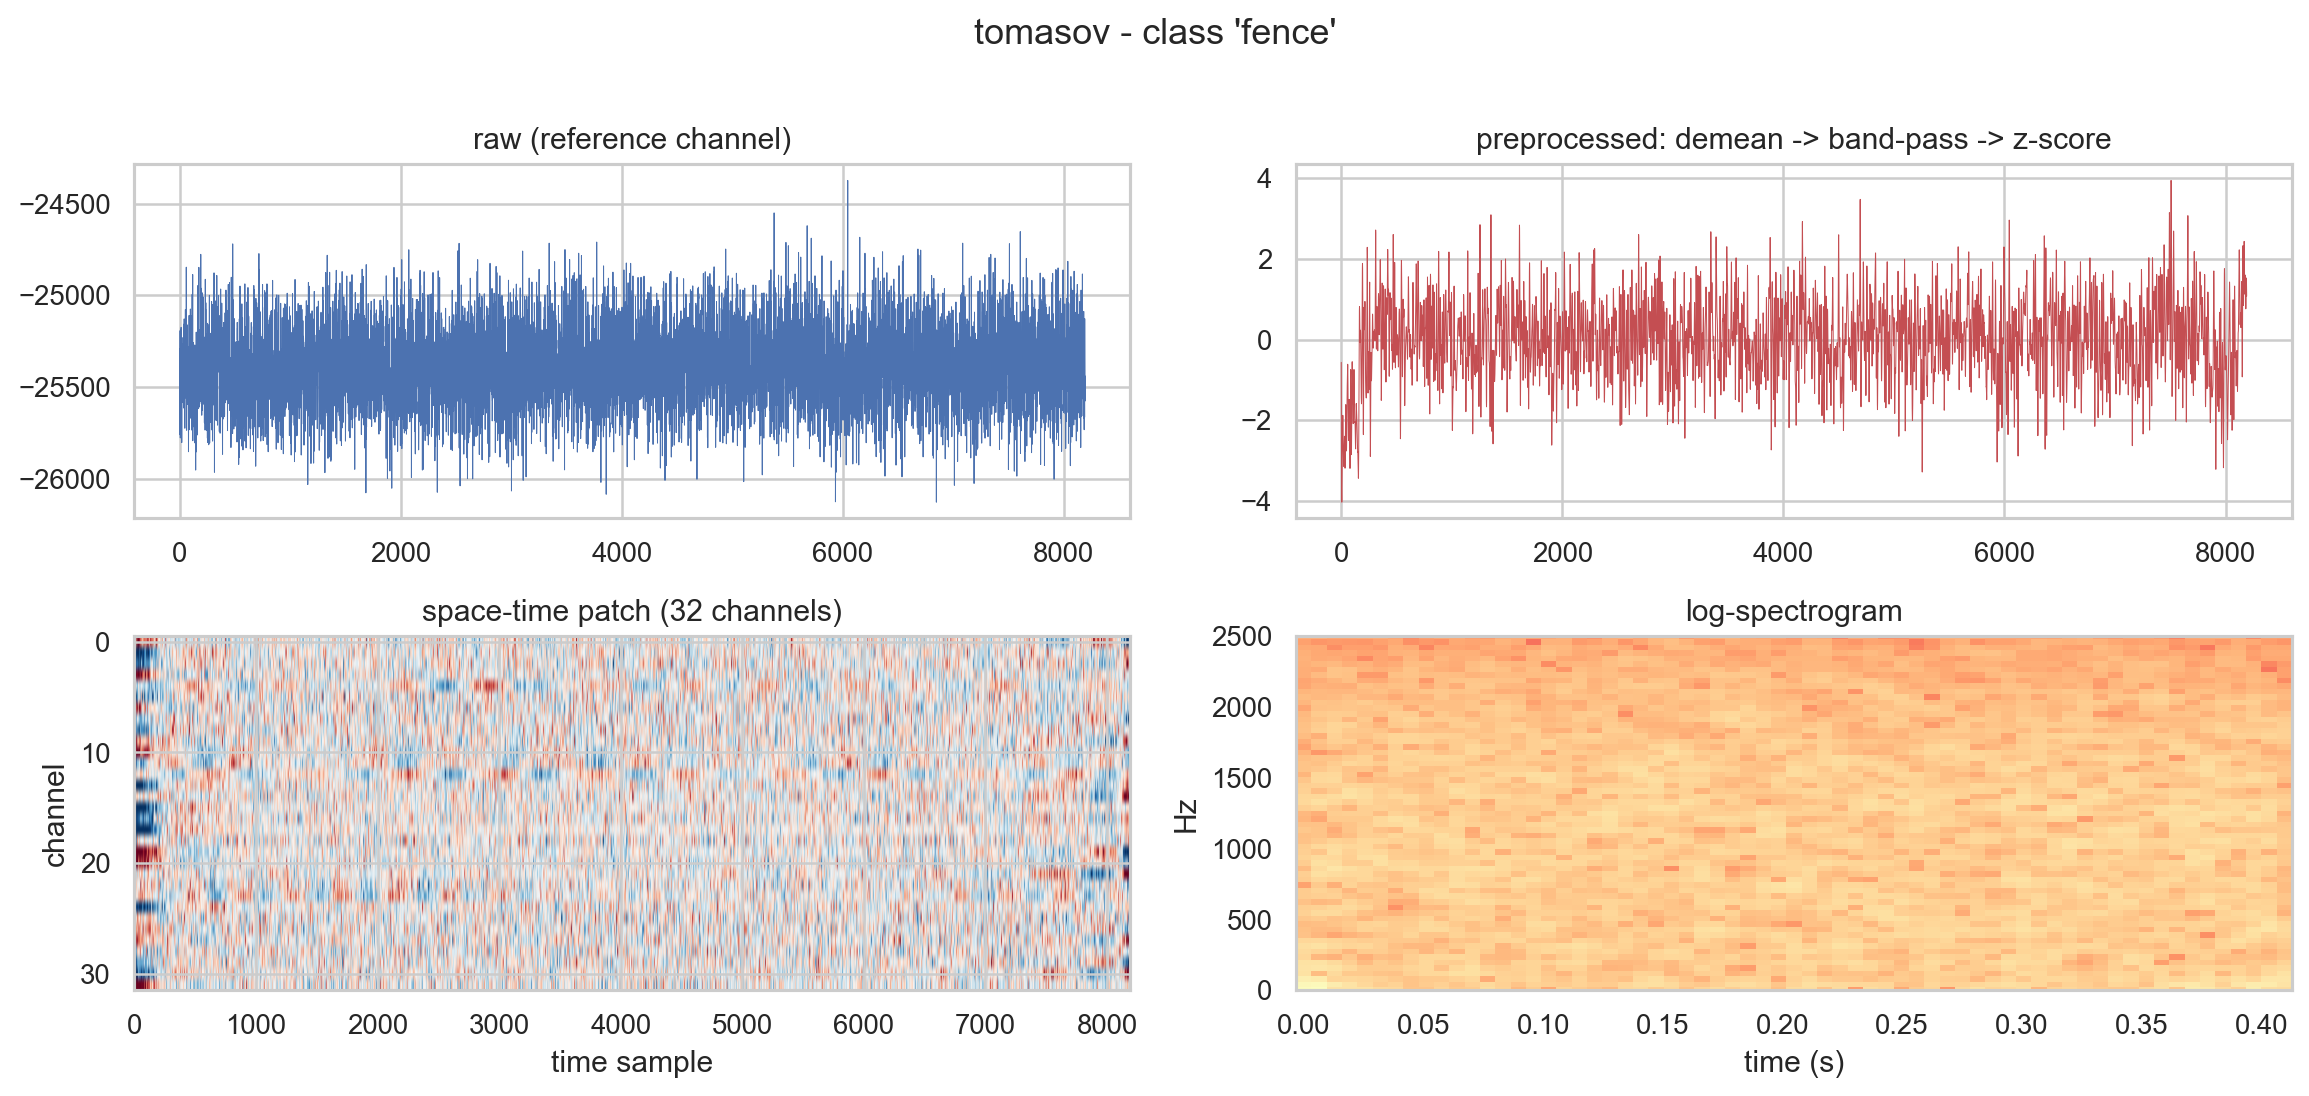 tomasov - class 'fence'
raw (reference channel)
−24500
−25000
−25500
−26000
0 2000 4000 6000 8000
preprocessed: demean -> band-pass -> z-score
4
2
0
−2
−4
0 2000 4000 6000 8000
space-time patch (32 channels)
channel
0
10
20
30
0 1000 2000 3000 4000 5000 6000 7000 8000
time sample
log-spectrogram
Hz
2500
2000
1500
1000
500
0
0.00 0.05 0.10 0.15 0.20 0.25 0.30 0.35 0.40
time (s)